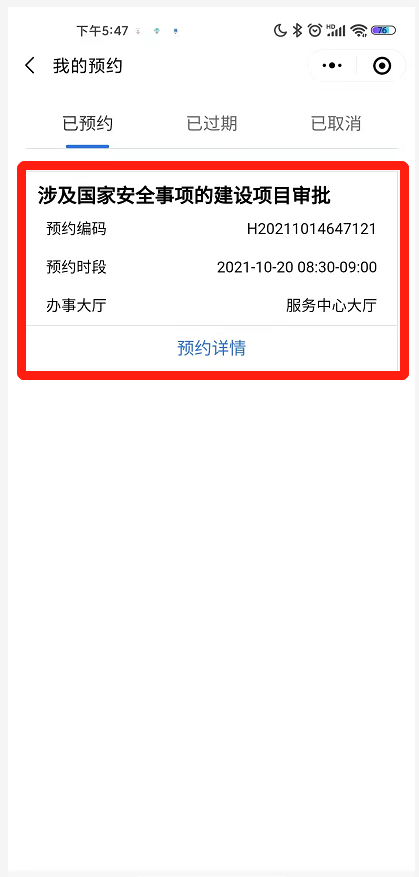 下午5:47
HD
76
我的预约
已预约 已过期 已取消
涉及国家安全事项的建设项目审批
预约编码 H20211014647121
预约时段 2021-10-20 08:30-09:00
办事大厅 服务中心大厅
预约详情